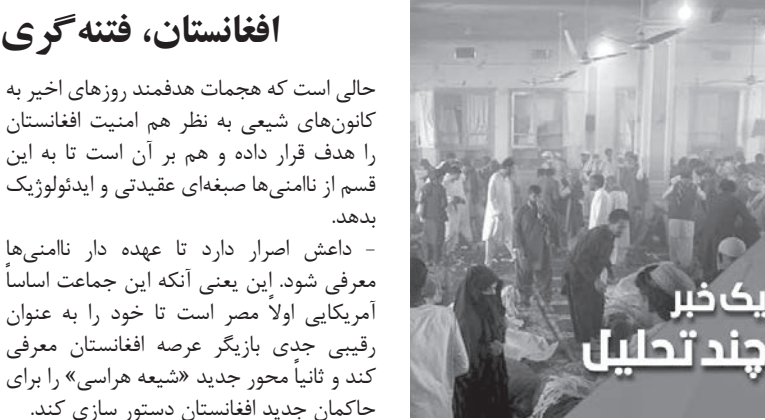 افغانستان، فتنه‌گری
حالی است که هجمات هدفمند روزهای اخیر به
کانون‌های شیعی به نظر هم امنیت افغانستان
را هدف قرار داده و هم بر آن است تا به این
قسم از ناامنی‌ها صبغه‌ای عقیدتی و ایدئولوژیک
بدهد.
- داعش اصرار دارد تا عهده دار ناامنی‌ها
معرفی شود. این یعنی آنکه این جماعت اساساً
آمریکایی اولاً مصر است تا خود را به عنوان
رقیبی جدی بازیگر عرصه افغانستان معرفی
کند و ثانیاً محور جدید «شیعه هراسی» را برای
حاکمان جدید افغانستان دستور سازی کند.
یک خبر
چند تحلیل